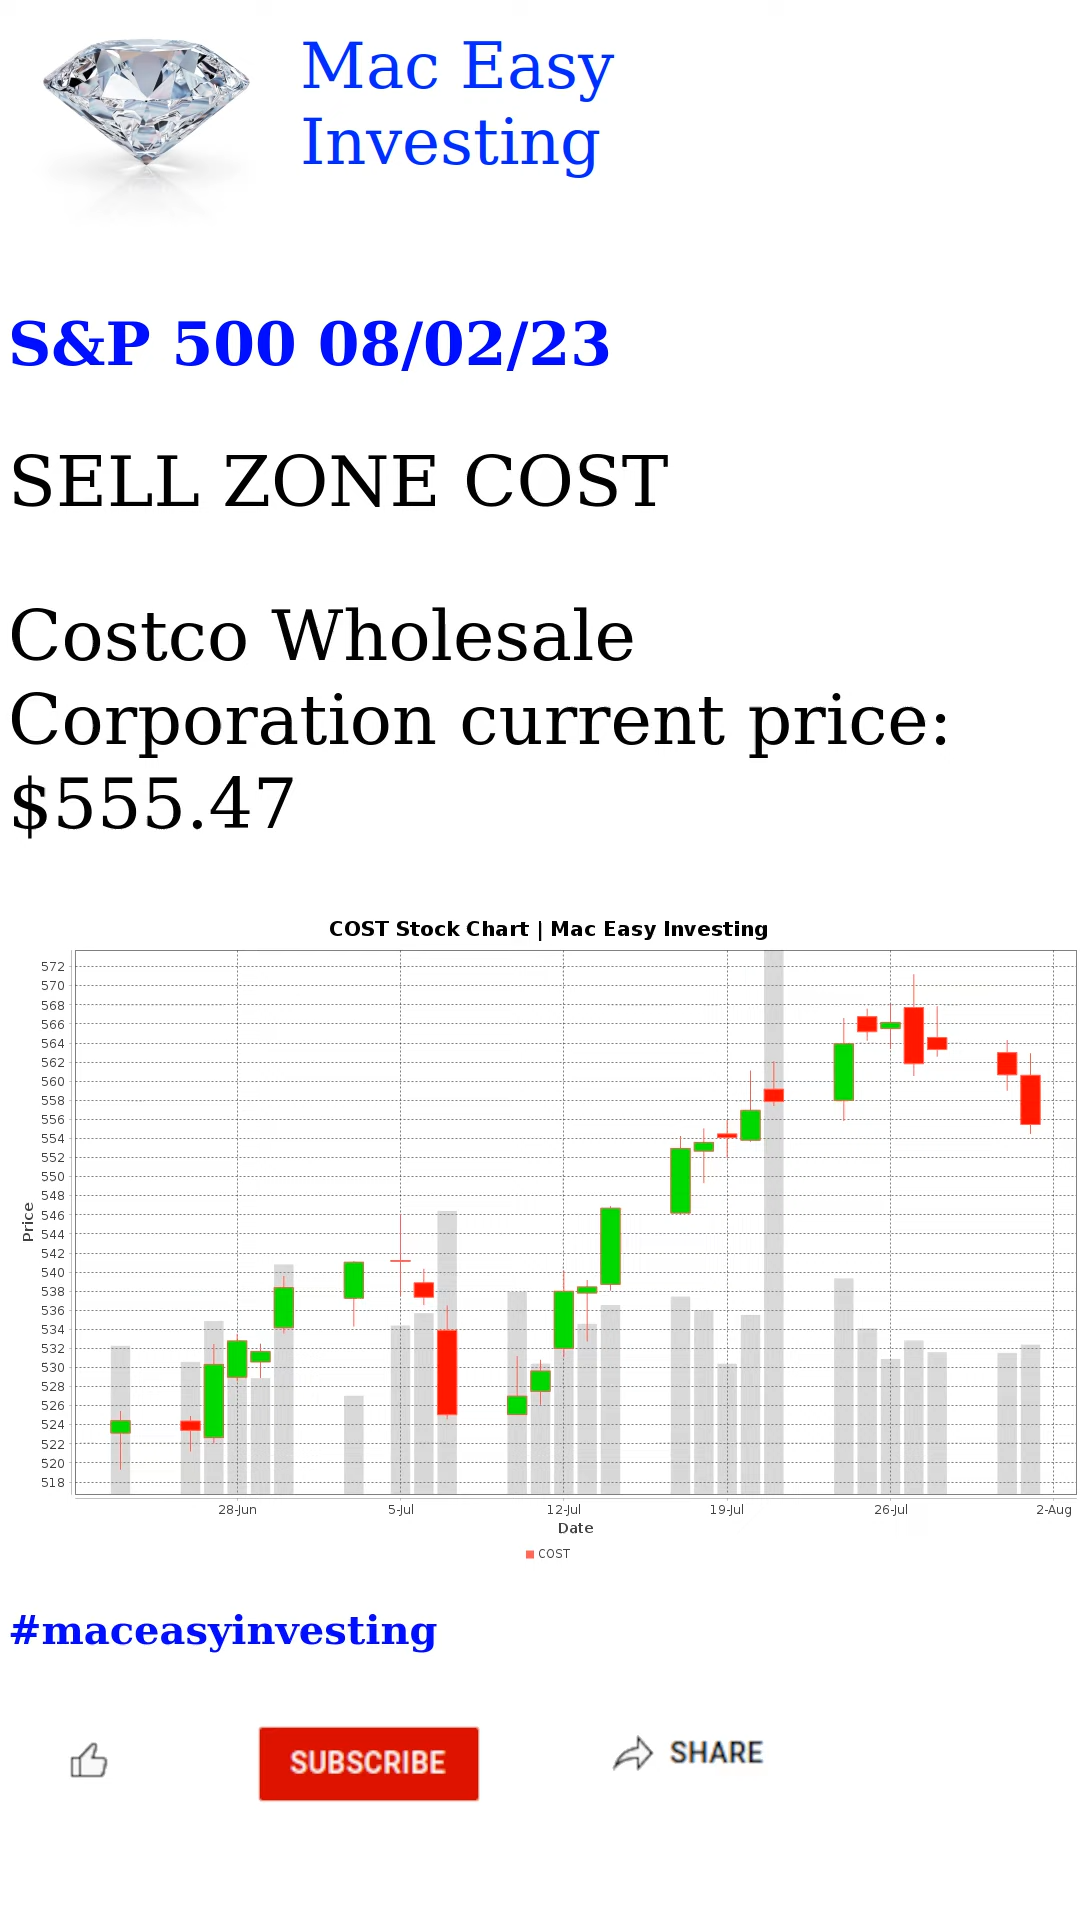 Mac Easy
Investing
S&P 500 08/02/23
SELL ZONE COST
Costco Wholesale
Corporation current price:
$555.47
COST Stock Chart | Mac Easy Investing
572
570
568
566
564
562
560
558
556
554
552
550
548
546
544
542
540
538
536
534
532
530
528
526
524
522
520
518
Price
28-Jun 5-Jul 12-Jul 19-Jul 26-Jul 2-Aug
Date
COST
#maceasyinvesting
SUBSCRIBE SHARE